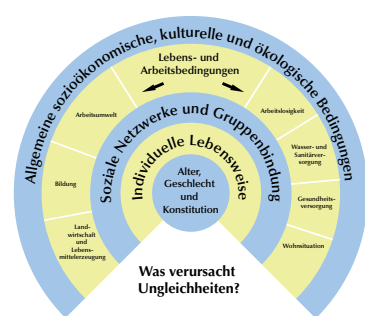 Allgemeine sozioökonomische, kulturelle und ökologische Bedingungen
Lebens- und
Arbeitsbedingungen
Arbeitsumwelt
Arbeitslosigkeit
Bildung
Wasser- und
Sanitärver-
sorgung
Land-
wirtschaft
und
Lebens-
mittelerzeugung
Gesundheits-
versorgung
Wohnsituation
Soziale Netzwerke und Gruppenbindung
Individuelle Lebensweise
Alter,
Geschlecht
und
Konstitution
Was verursacht
Ungleichheiten?